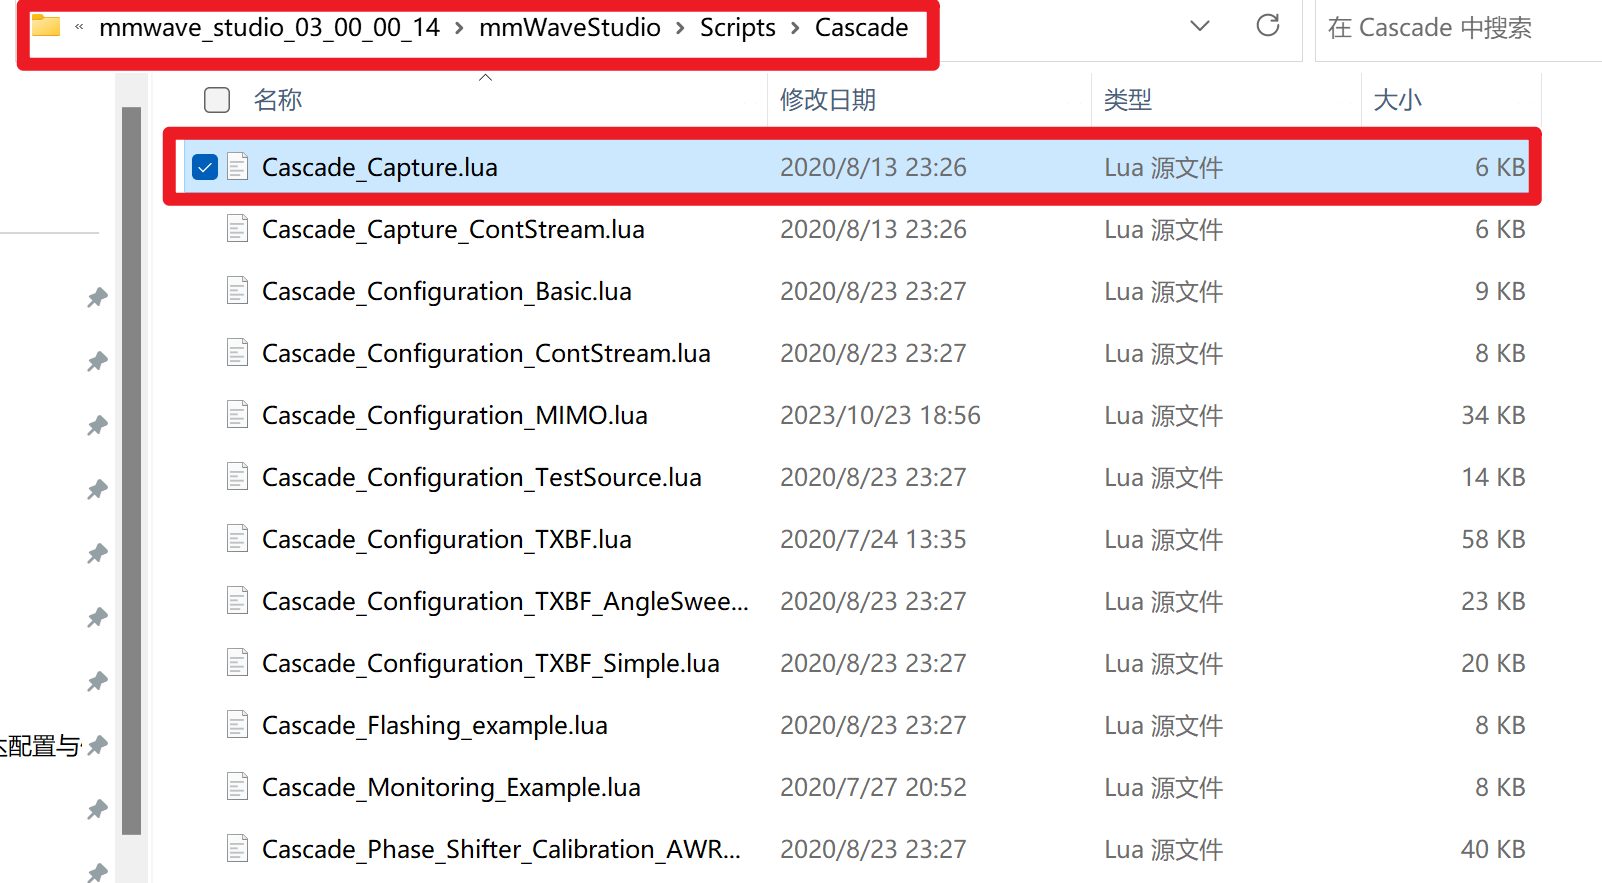 « mmwave_studio_03_00_00_14 > mmWaveStudio > Scripts > Cascade 在 Cascade 中搜索
名称 修改日期 类型 大小
Cascade_Capture.lua 2020/8/13 23:26 Lua 源文件 6 KB
Cascade_Capture_ContStream.lua 2020/8/13 23:26 Lua 源文件 6 KB
Cascade_Configuration_Basic.lua 2020/8/23 23:27 Lua 源文件 9 KB
Cascade_Configuration_ContStream.lua 2020/8/23 23:27 Lua 源文件 8 KB
Cascade_Configuration_MIMO.lua 2023/10/23 18:56 Lua 源文件 34 KB
Cascade_Configuration_TestSource.lua 2020/8/23 23:27 Lua 源文件 14 KB
Cascade_Configuration_TXBF.lua 2020/7/24 13:35 Lua 源文件 58 KB
Cascade_Configuration_TXBF_AngleSwee... 2020/8/23 23:27 Lua 源文件 23 KB
Cascade_Configuration_TXBF_Simple.lua 2020/8/23 23:27 Lua 源文件 20 KB
Cascade_Flashing_example.lua 2020/8/23 23:27 Lua 源文件 8 KB
配置与
Cascade_Monitoring_Example.lua 2020/7/27 20:52 Lua 源文件 8 KB
Cascade_Phase_Shifter_Calibration_AWR... 2020/8/23 23:27 Lua 源文件 40 KB